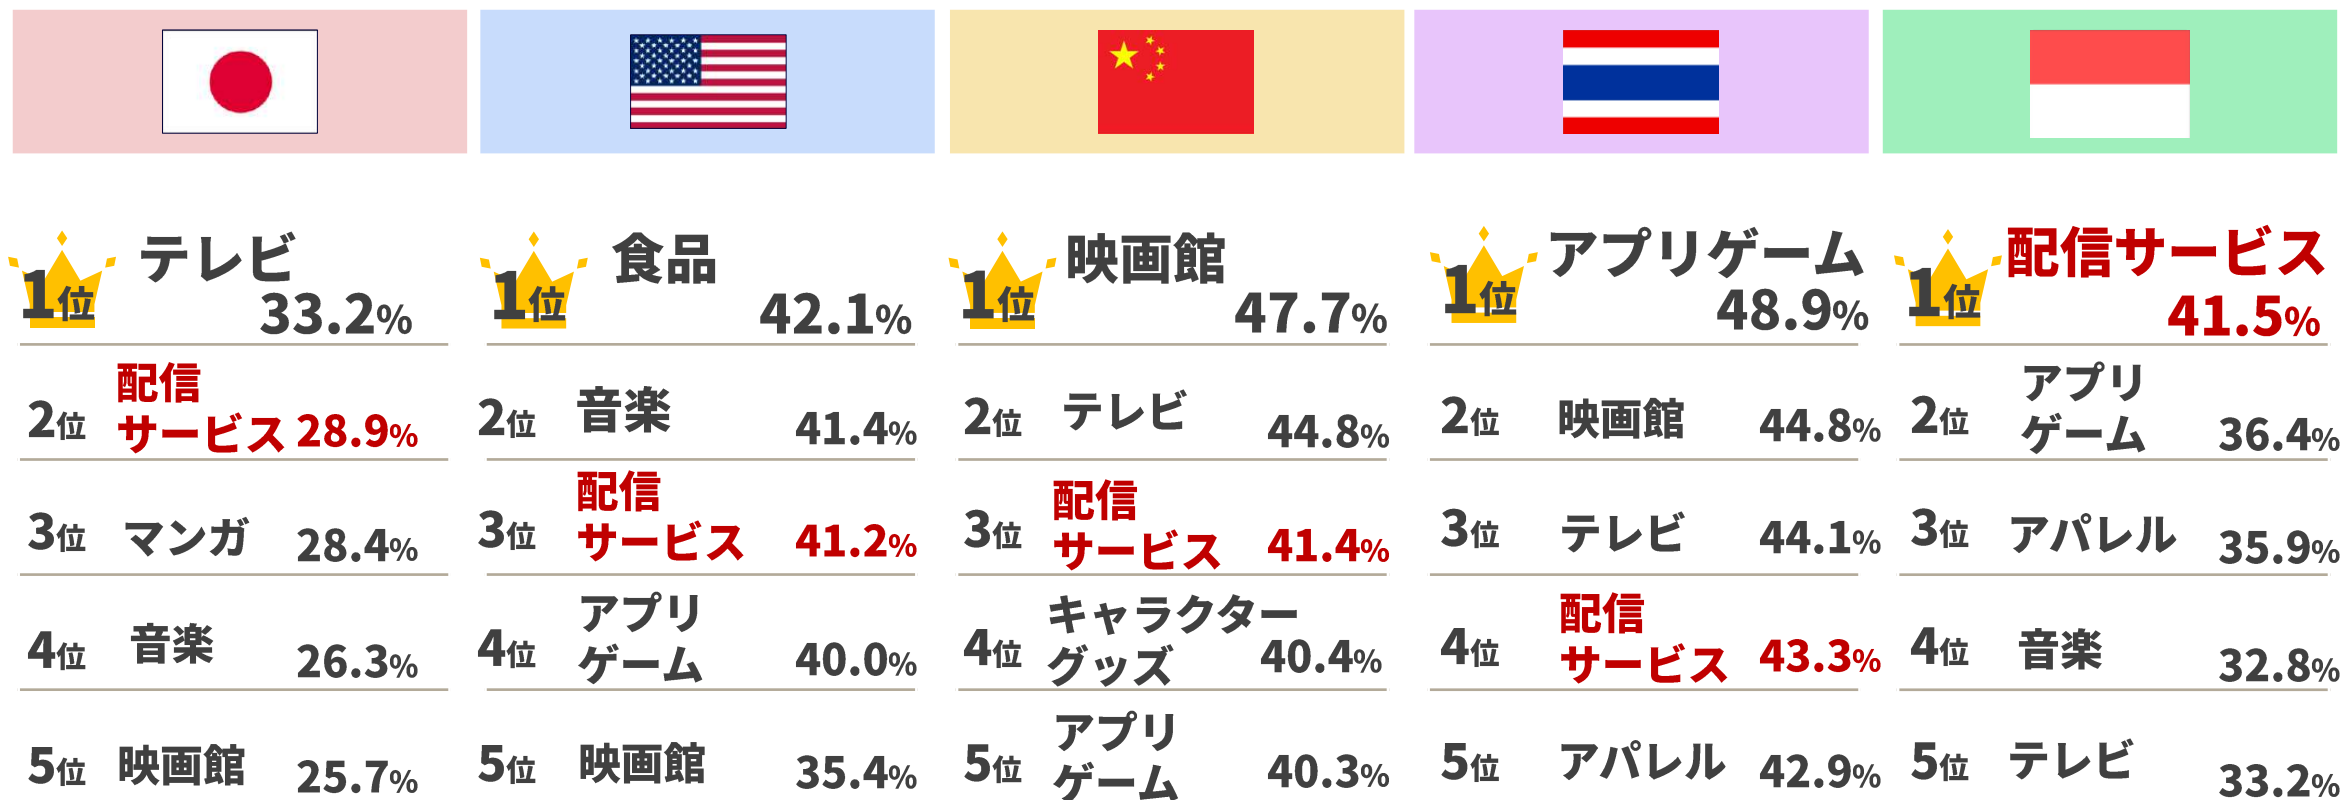 1位 テレビ
33.2%
2位 配信
サービス 28.9%
3位 マンガ 28.4%
4位 音楽 26.3%
5位 映画館 25.7%
1位 食品
42.1%
2位 音楽 41.4%
3位 配信
サービス 41.2%
4位 アプリ
ゲーム 40.0%
5位 映画館 35.4%
1位 映画館
47.7%
2位 テレビ 44.8%
3位 配信
サービス 41.4%
4位 キャラクター
グッズ 40.4%
5位 アプリ
ゲーム 40.3%
1位 アプリゲーム
48.9%
2位 映画館 44.8%
3位 テレビ 44.1%
4位 配信
サービス 43.3%
5位 アパレル 42.9%
1位 配信サービス
41.5%
2位 アプリ
ゲーム 36.4%
3位 アパレル 35.9%
4位 音楽 32.8%
5位 テレビ 33.2%